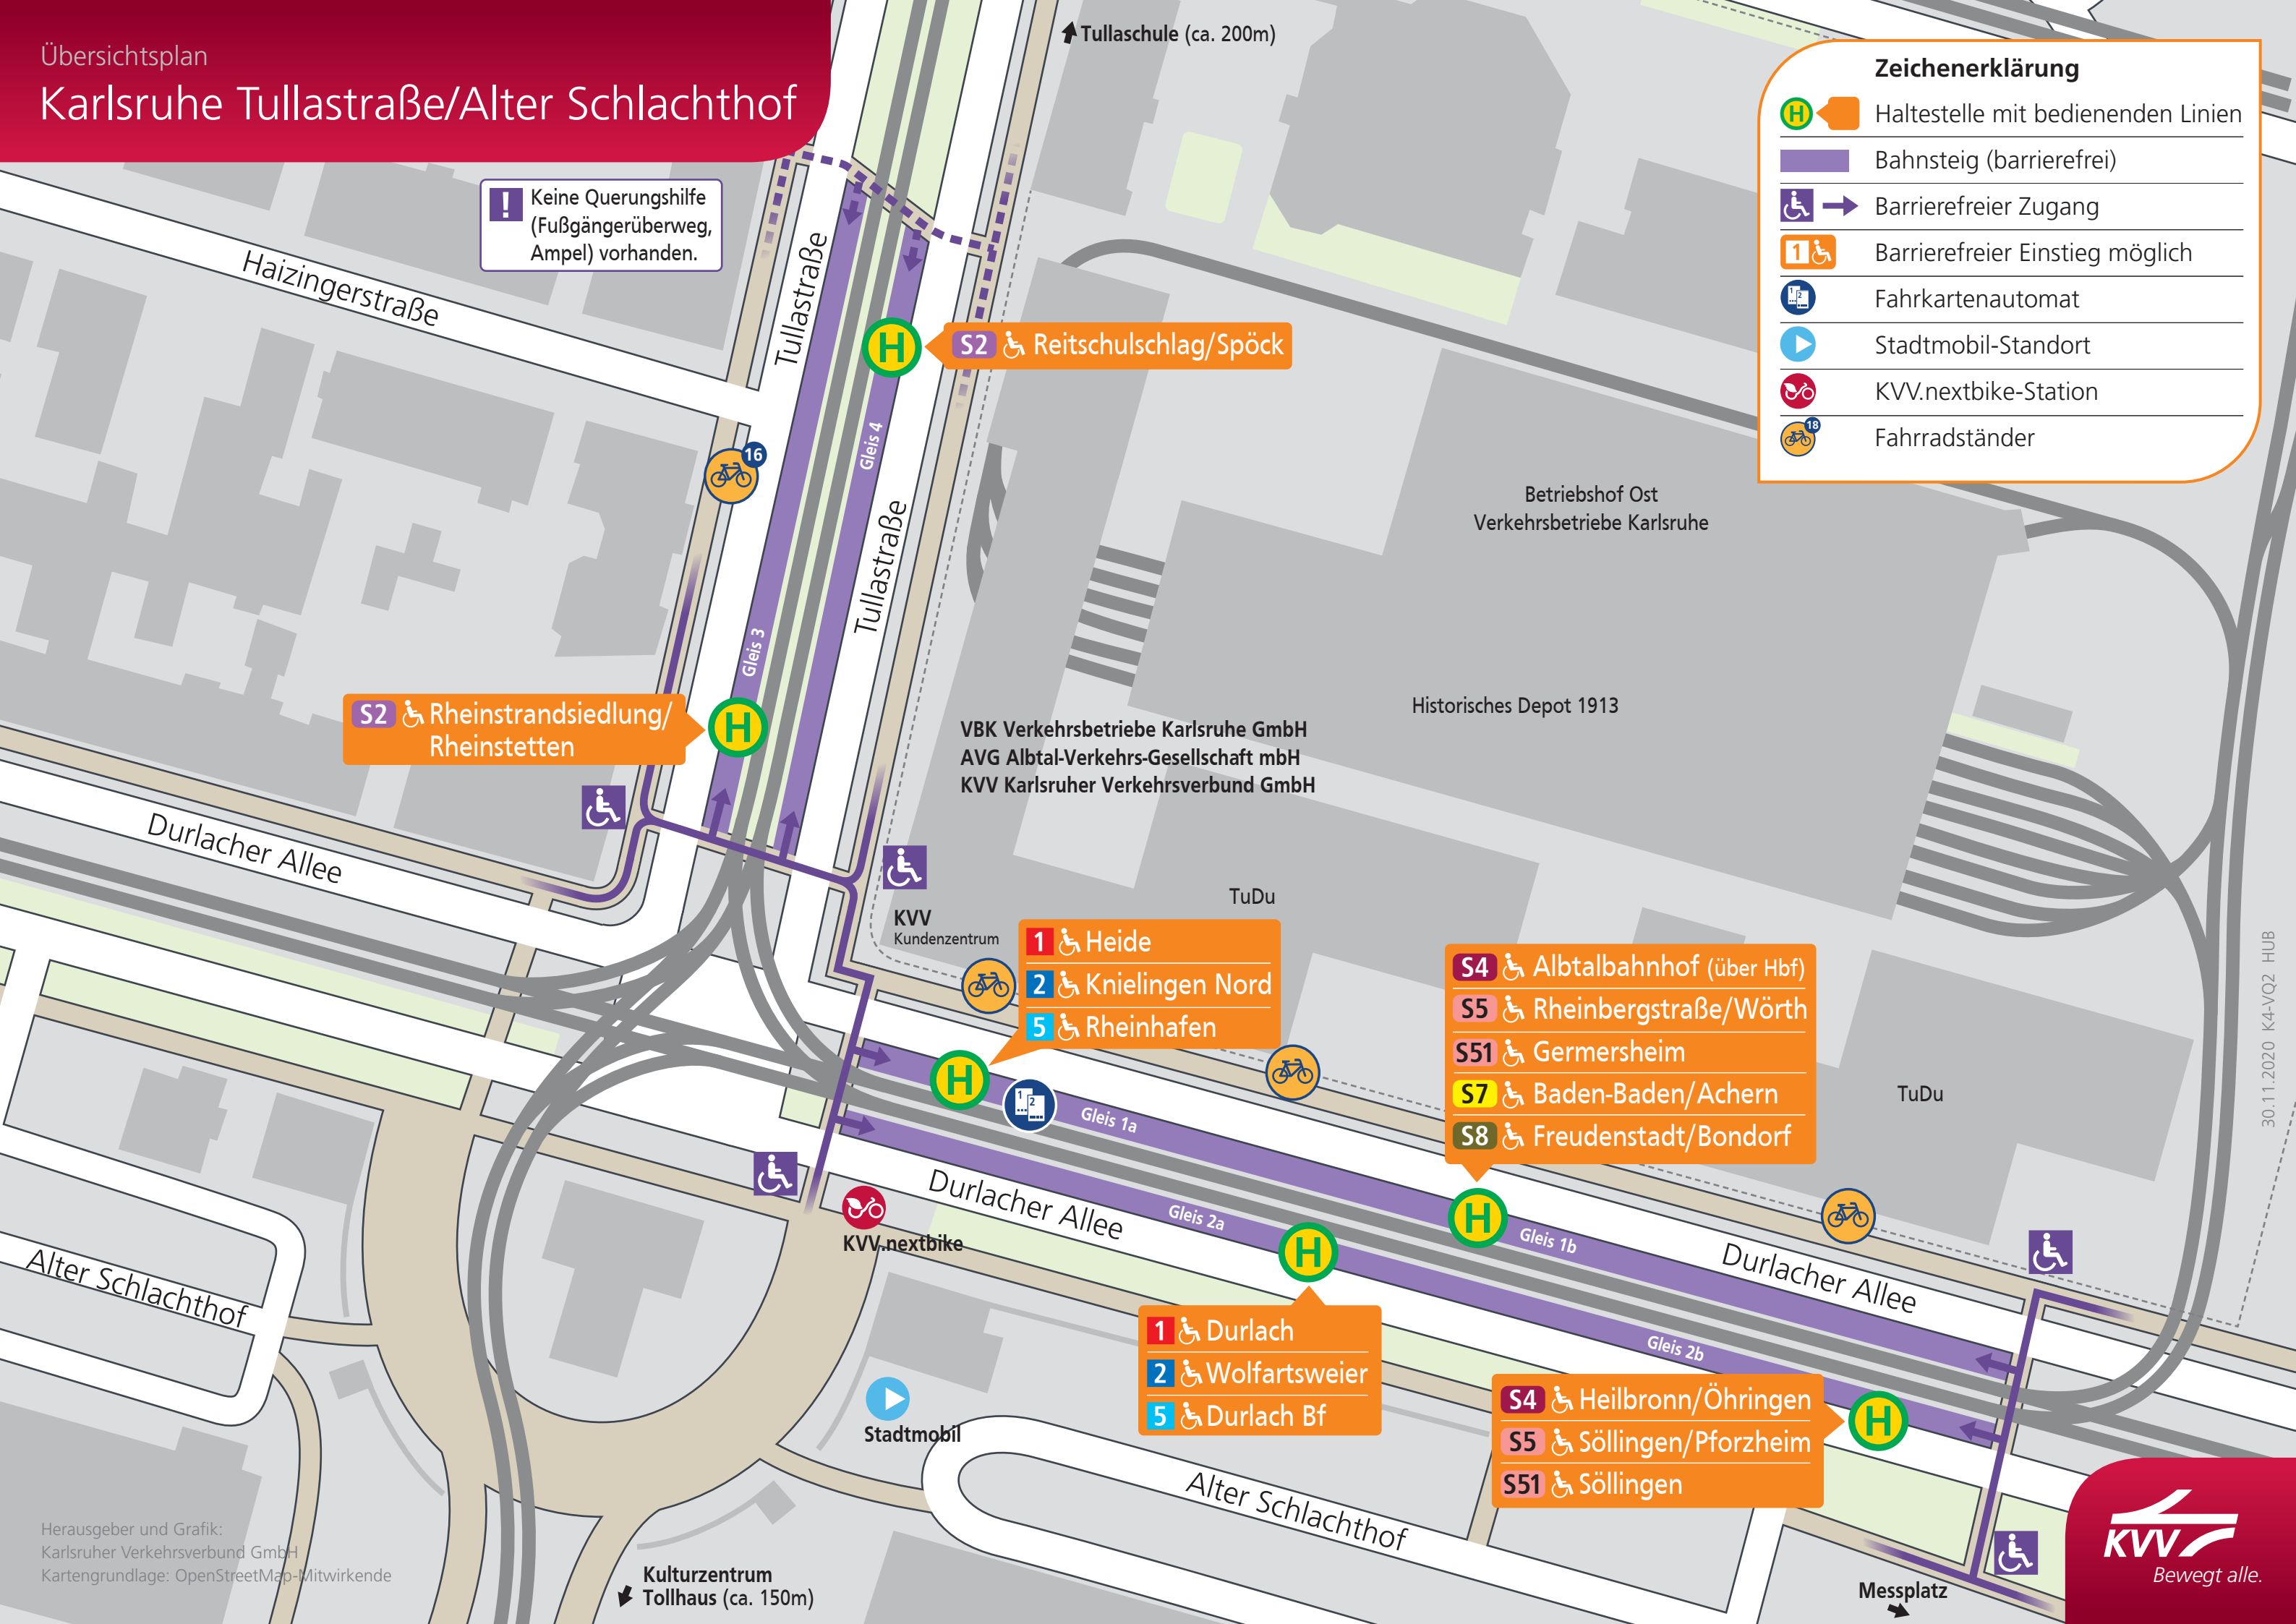 Übersichtsplan
Karlsruhe Tullastraße/Alter Schlachthof
Tullaschule (ca. 200m)
Zeichenerklärung
H
Haltestelle mit bedienenden Linien
Bahnsteig (barrierefrei)
Barrierefreier Zugang
1
Barrierefreier Einstieg möglich
1 2
Fahrkartenautomat
Stadtmobil-Standort
KVV.nextbike-Station
18
Fahrradständer
! Keine Querungshilfe
(Fußgängerüberweg,
Ampel) vorhanden.
Haizingerstraße
Tullastraße
H
S2 Reitschulschlag/Spöck
Gleis 4
16
Tullastraße
Gleis 3
Betriebshof Ost
Verkehrsbetriebe Karlsruhe
Historisches Depot 1913
S2 Rheinstrandsiedlung/
Rheinstetten
H
VBK Verkehrsbetriebe Karlsruhe GmbH
AVG Albtal-Verkehrs-Gesellschaft mbH
KVV Karlsruher Verkehrsverbund GmbH
Durlacher Allee
TuDu
KVV
Kundenzentrum
1 Heide
2 Knielingen Nord
5 Rheinhafen
H
1 2
Gleis 1a
S4 Albtalbahnhof (über Hbf)
S5 Rheinbergstraße/Wörth
S51 Germersheim
S7 Baden-Baden/Achern
S8 Freudenstadt/Bondorf
H
Gleis 1b
TuDu
30.11.2020 K4-VQ2 HUB
Durlacher Allee
Gleis 2a
H
KVV.nextbike
Durlacher Allee
Alter Schlachthof
1 Durlach
2 Wolfartsweier
5 Durlach Bf
Gleis 2b
S4 Heilbronn/Öhringen
S5 Söllingen/Pforzheim
S51 Söllingen
H
Stadtmobil
Alter Schlachthof
Herausgeber und Grafik:
Karlsruher Verkehrsverbund GmbH
Kartengrundlage: OpenStreetMap-Mitwirkende
Kulturzentrum
Tollhaus (ca. 150m)
Messplatz
KVV
Bewegt alle.